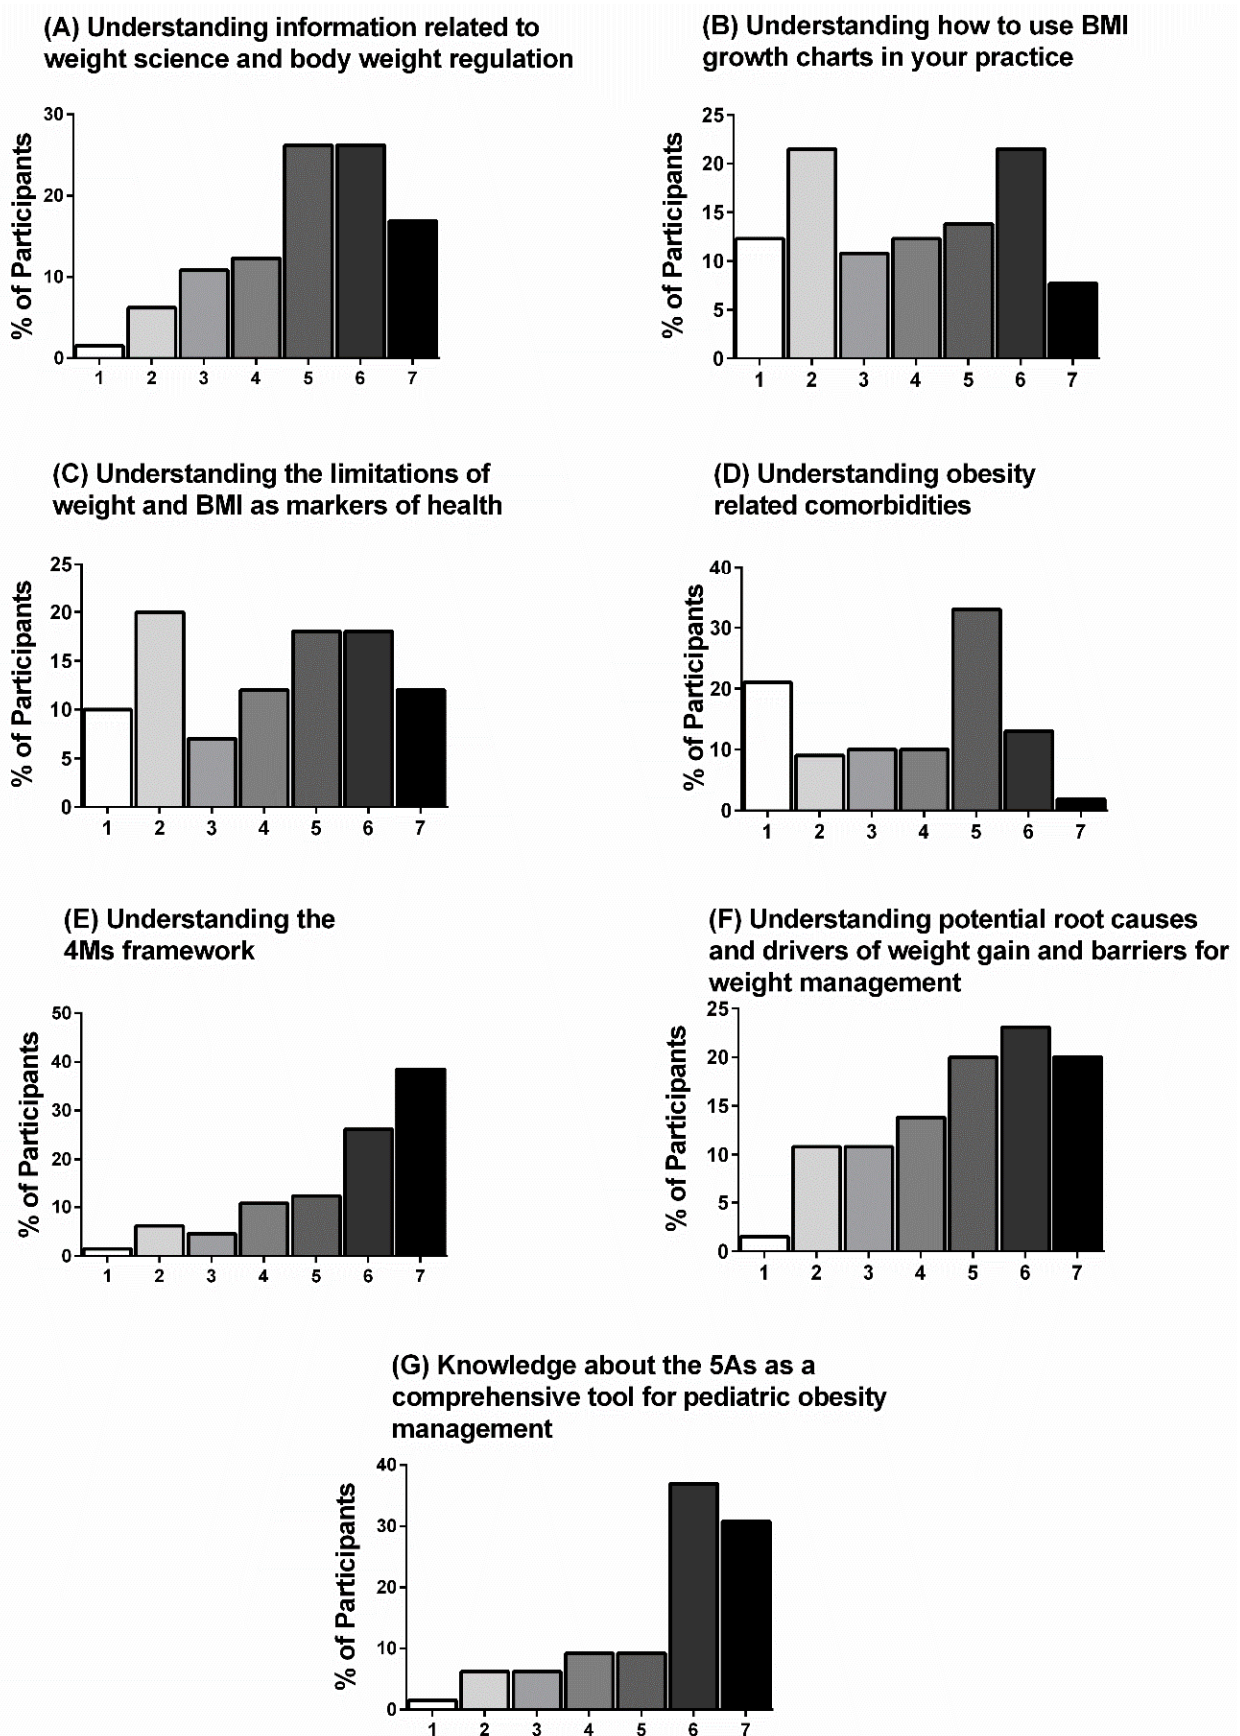 (A) Understanding information related to
weight science and body weight regulation
% of Participants
30
20
10
0
1 2 3 4 5 6 7
(B) Understanding how to use BMI
growth charts in your practice
% of Participants
25
20
15
10
5
0
1 2 3 4 5 6 7
(C) Understanding the limitations of
weight and BMI as markers of health
% of Participants
25
20
15
10
5
0
1 2 3 4 5 6 7
(D) Understanding obesity
related comorbidities
% of Participants
40
30
20
10
0
1 2 3 4 5 6 7
(E) Understanding the
4Ms framework
% of Participants
50
40
30
20
10
0
1 2 3 4 5 6 7
(F) Understanding potential root causes
and drivers of weight gain and barriers for
weight management
% of Participants
25
20
15
10
5
0
1 2 3 4 5 6 7
(G) Knowledge about the 5As as a
comprehensive tool for pediatric obesity
management
% of Participants
40
30
20
10
0
1 2 3 4 5 6 7